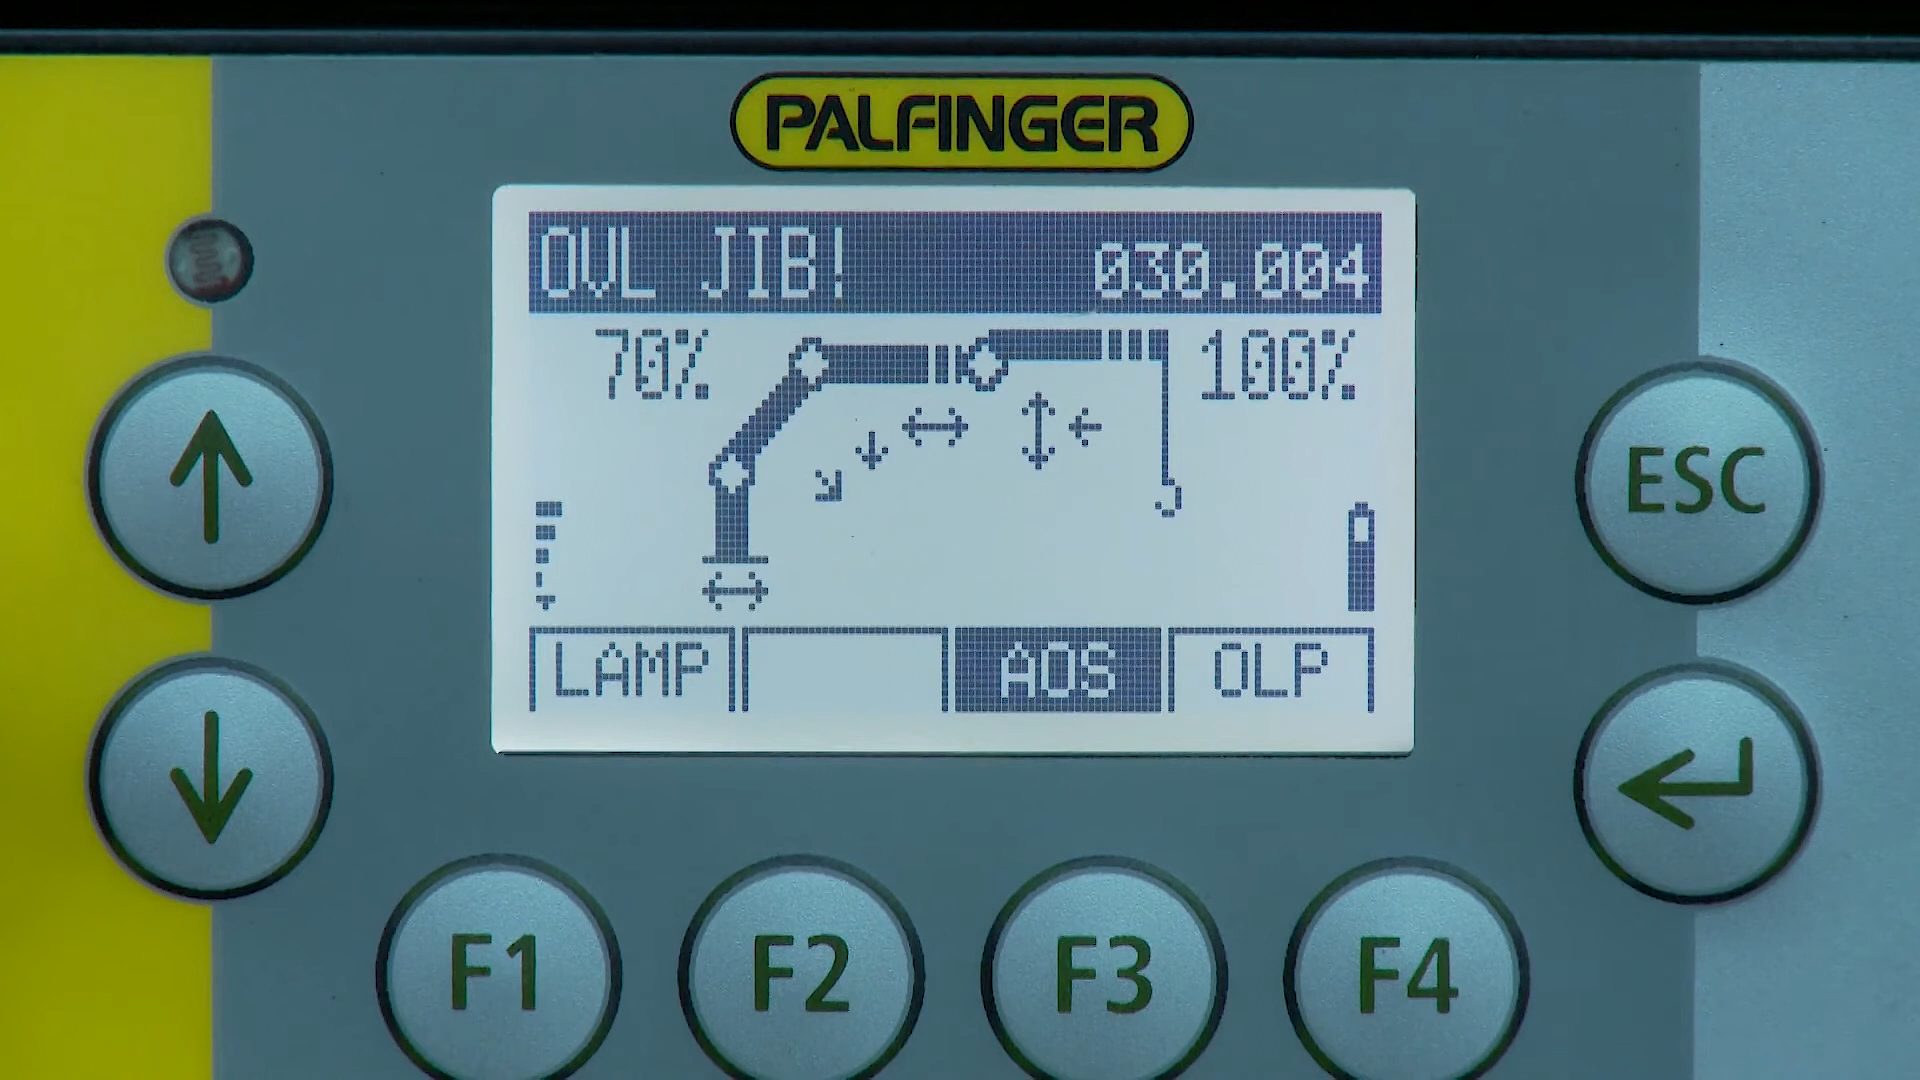 PALFINGER
OVL JIB! 030.004
70% 100%
LAMP AOS OLP
ESC
F1 F2 F3 F4